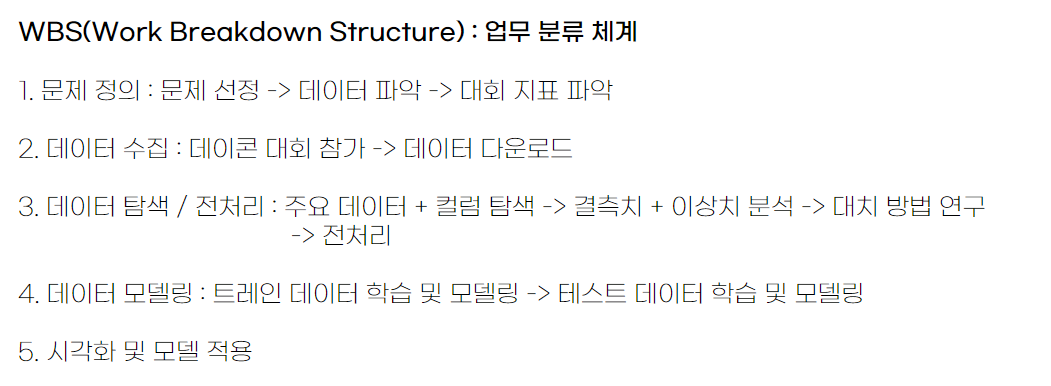 WBS(Work Breakdown Structure) : 업무 분류 체계
1. 문제 정의 : 문제 선정 -> 데이터 파악 -> 대회 지표 파악
2. 데이터 수집 : 데이콘 대회 참가 -> 데이터 다운로드
3. 데이터 탐색 / 전처리 : 주요 데이터 + 컬럼 탐색 -> 결측치 + 이상치 분석 -> 대치 방법 연구
-> 전처리
4. 데이터 모델링 : 트레인 데이터 학습 및 모델링 -> 테스트 데이터 학습 및 모델링
5. 시각화 및 모델 적용